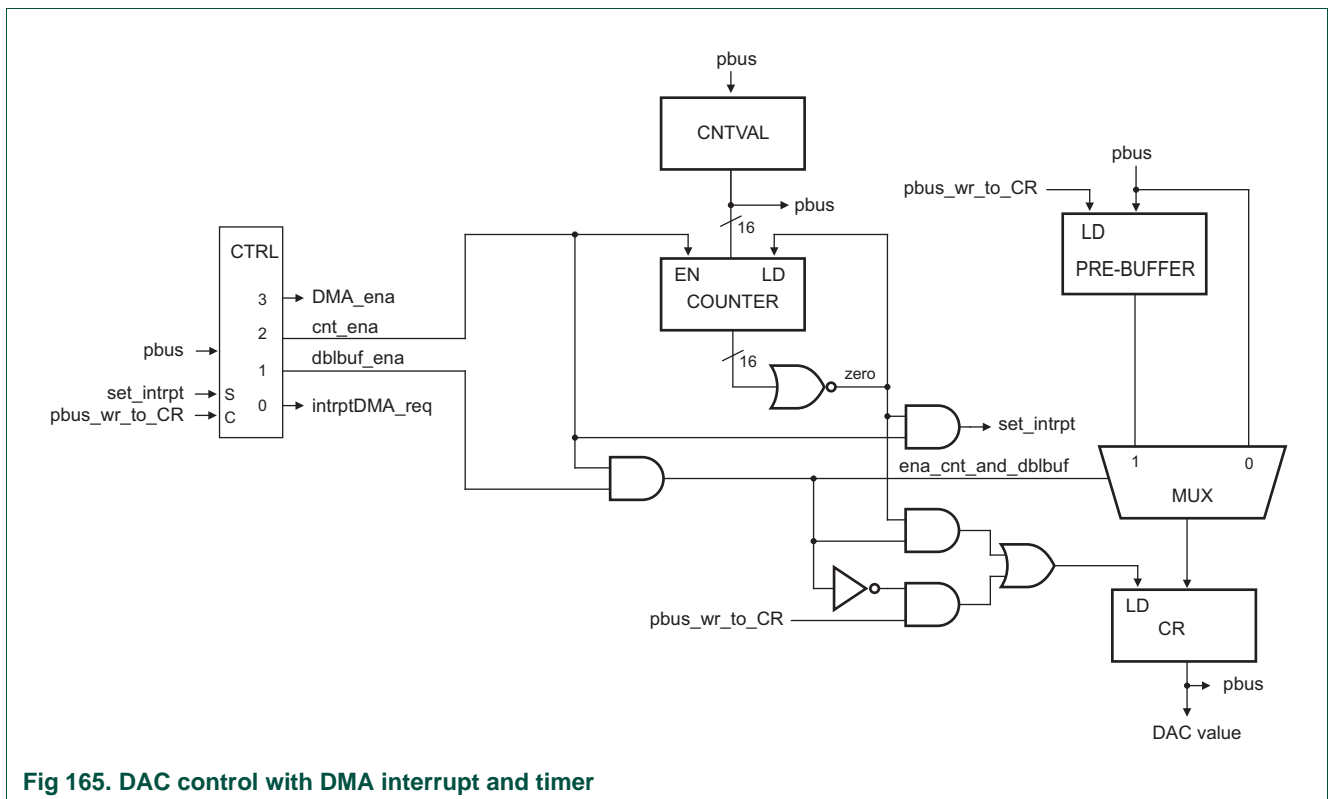 pbus
CNTVAL
pbus
16
EN LD
COUNTER
16
zero
set_intrpt
pbus
pbus_wr_to_CR
LD
PRE-BUFFER
CTRL
3 DMA_ena
2 cnt_ena
1 dblbuf_ena
0 intrptDMA_req
pbus
set_intrpt S
pbus_wr_to_CR C
ena_cnt_and_dblbuf
1 0
MUX
pbus_wr_to_CR
LD
CR
pbus
DAC value
Fig 165. DAC control with DMA interrupt and timer